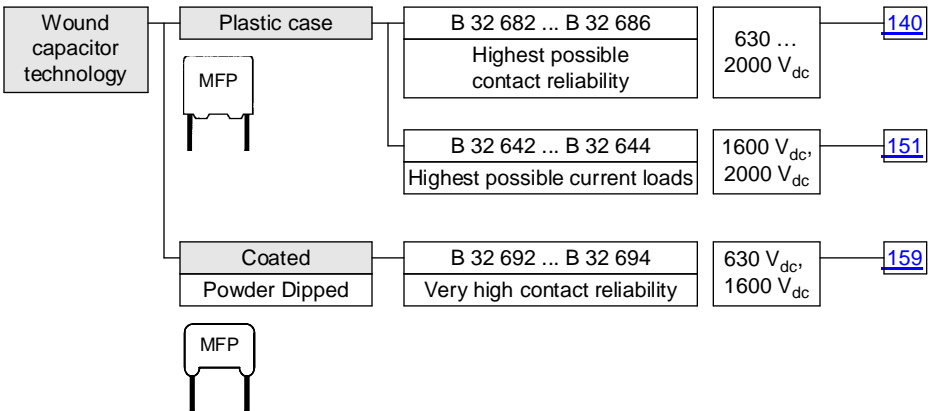 Wound
capacitor
technology
Plastic case
MFP
B 32 682 ... B 32 686
Highest possible
contact reliability
630 ...
2000 Vdc
140
B 32 642 ... B 32 644
Highest possible current loads
1600 Vdc,
2000 Vdc
151
Coated
Powder Dipped
MFP
B 32 692 ... B 32 694
Very high contact reliability
630 Vdc,
1600 Vdc
159